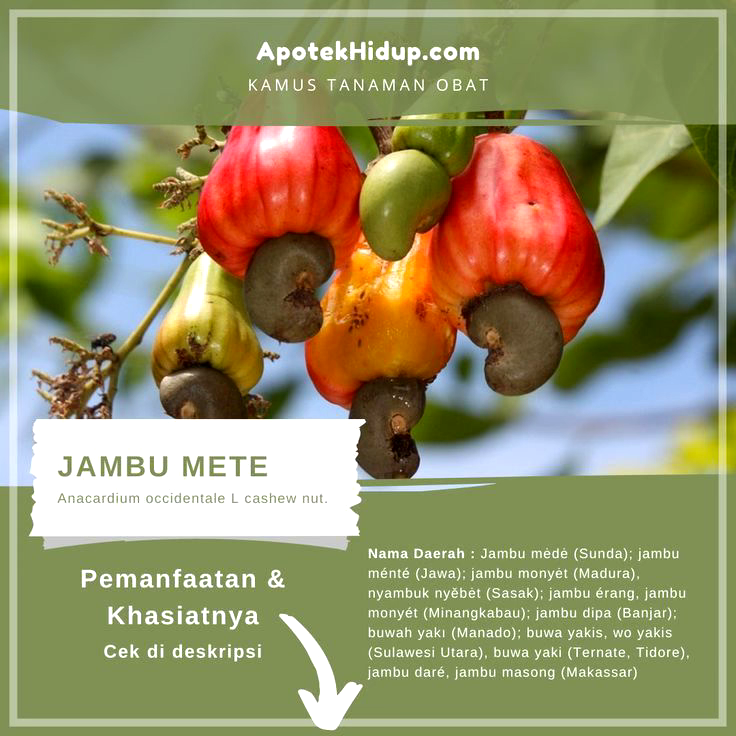 ApotekHidup.com
KAMUS TANAMAN OBAT
JAMBU METE
Anacardium occidentale L cashew nut.
Pemanfaatan &
Khasiatnya
Cek di deskripsi
Nama Daerah : Jambu mèdè (Sunda); jambu
ménté (Jawa); jambu monyèt (Madura),
nyambuk nyĕbèt (Sasak); jambu érang, jambu
monyét (Minangkabau); jambu dipa (Banjar);
buwah yakı (Manado); buwa yakis, wo yakis
(Sulawesi Utara), buwa yaki (Ternate, Tidore),
jambu daré, jambu masong (Makassar)